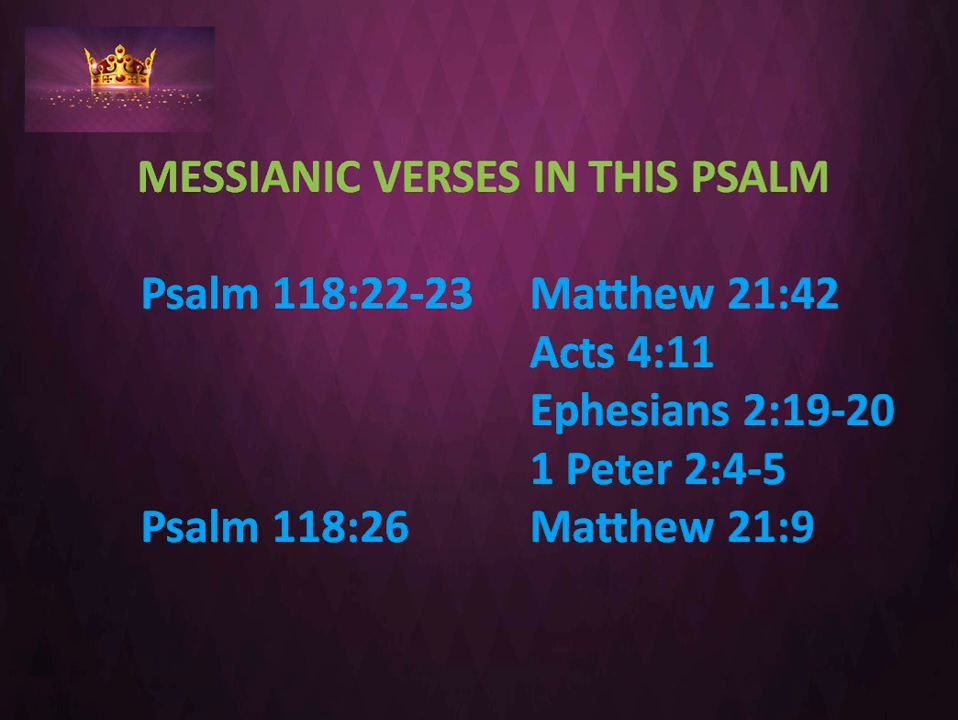 MESSIANIC VERSES IN THIS PSALM
Psalm 118:22-23 Matthew 21:42
Acts 4:11
Ephesians 2:19-20
1 Peter 2:4-5
Psalm 118:26 Matthew 21:9